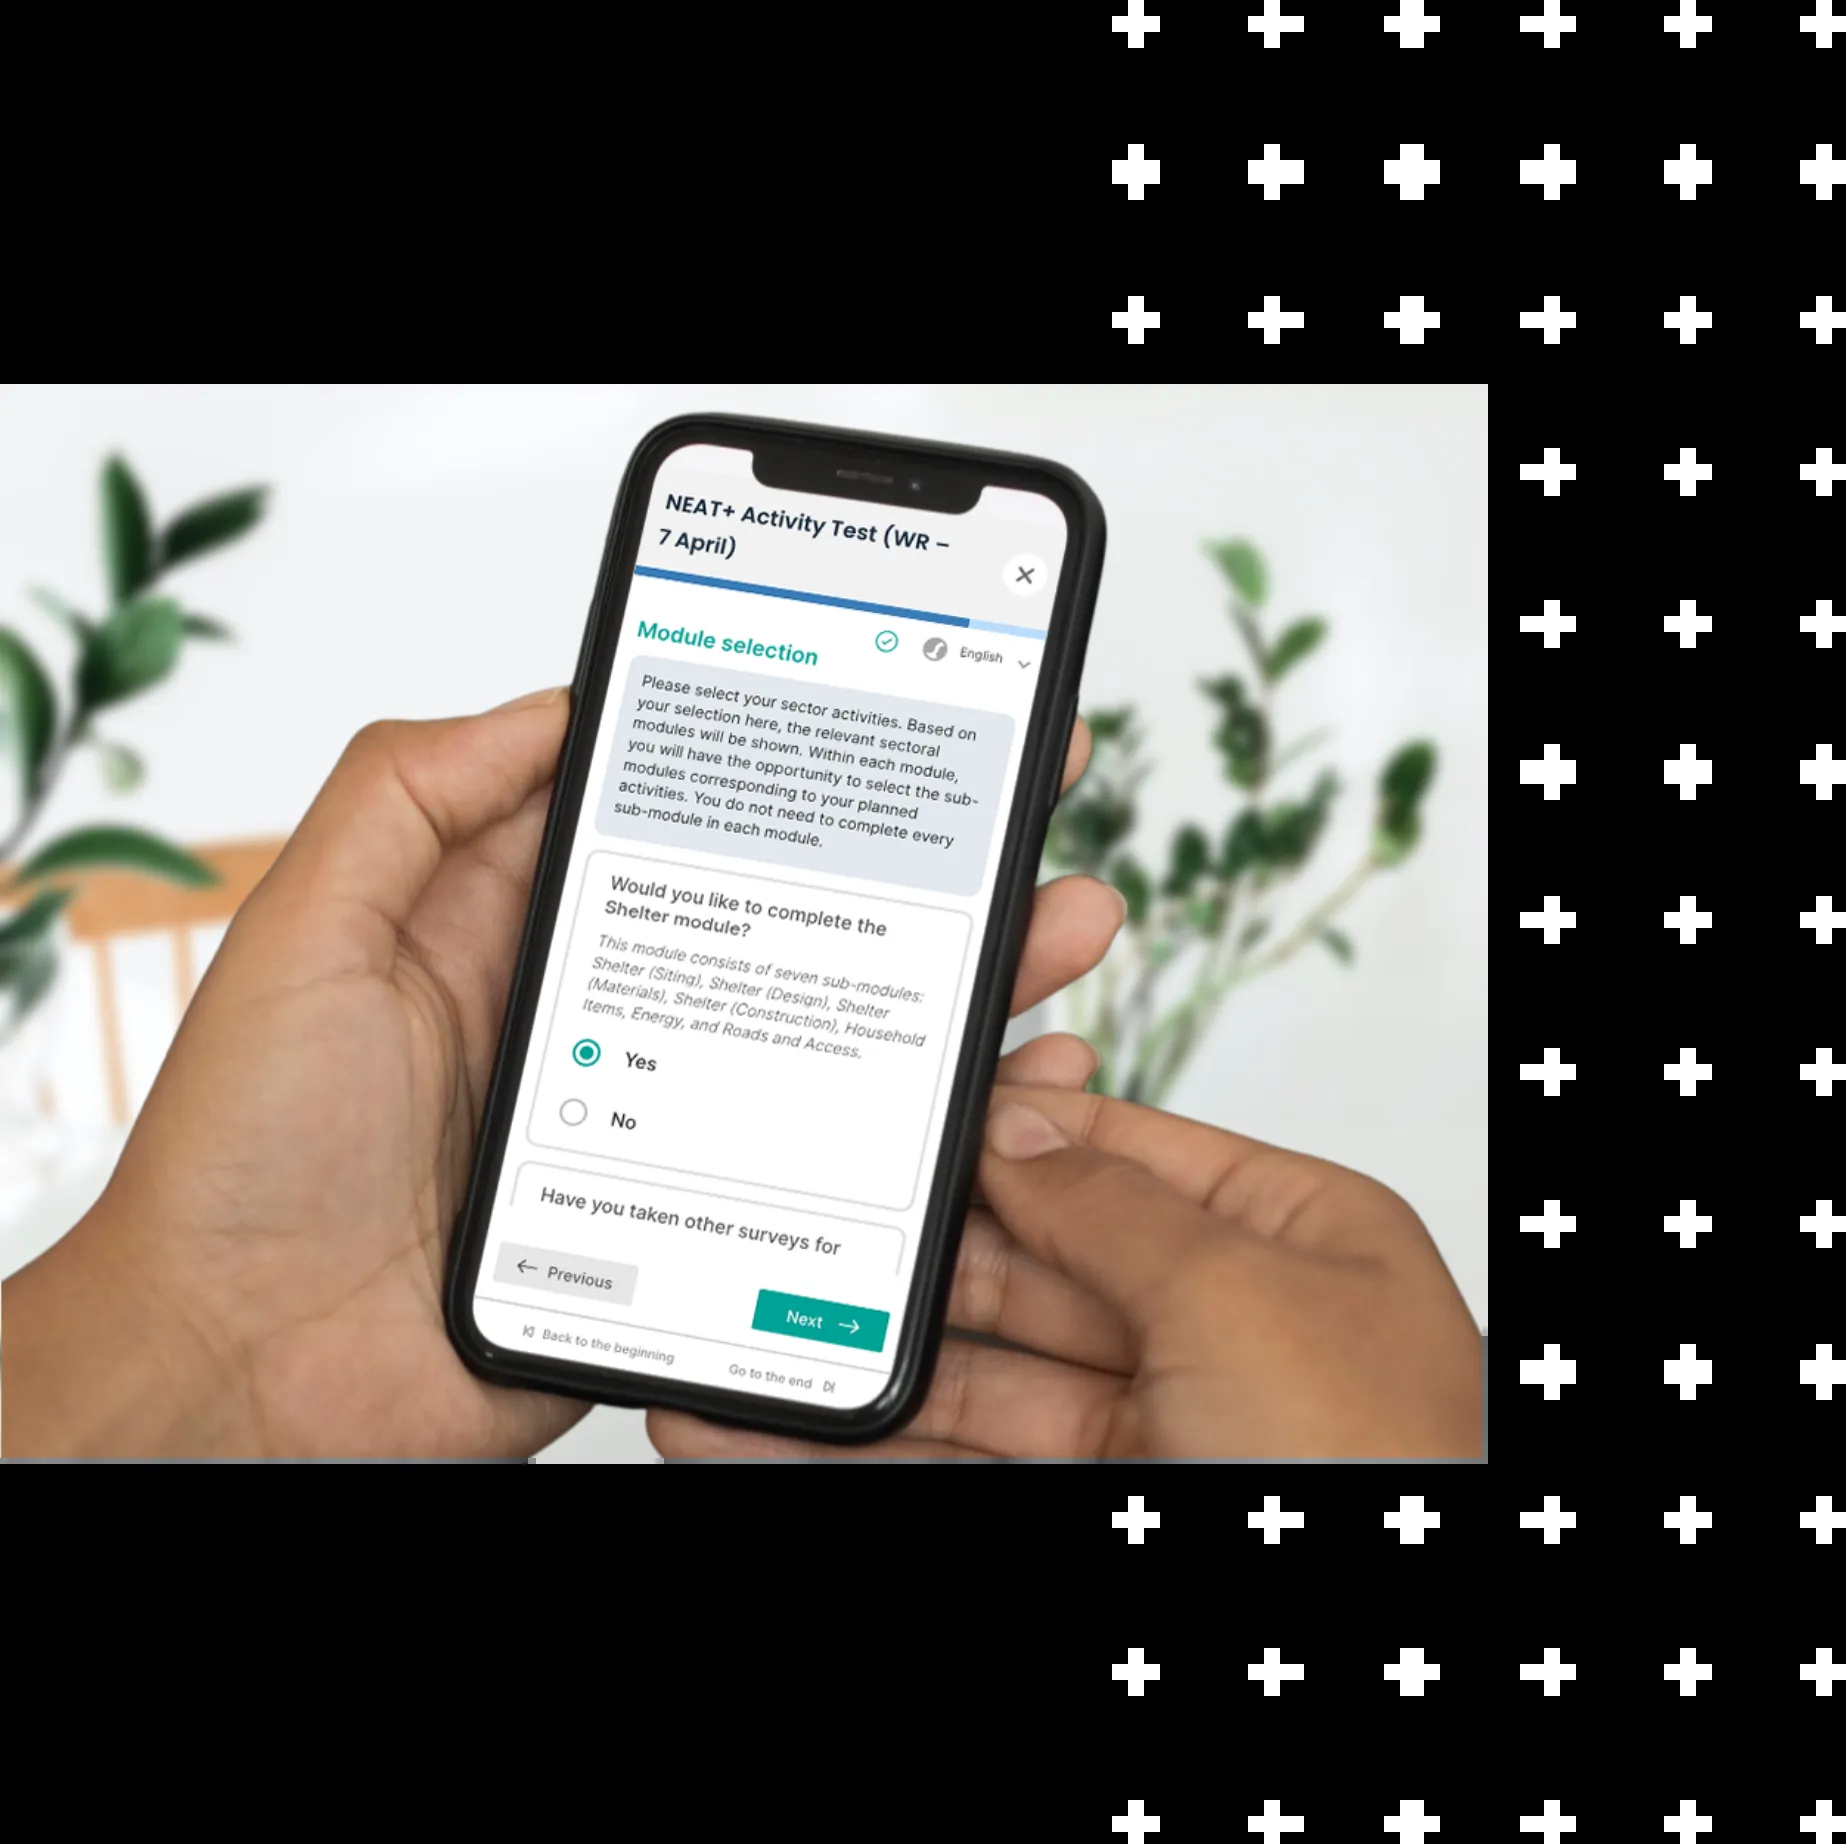 NEAT+ Activity Test (WR –
7 April)
Module selection
English
Please select your sector activities. Based on
your selection here, the relevant sectoral
modules will be shown. Within each module,
you will have the opportunity to select the sub-
modules corresponding to your planned
activities. You do not need to complete every
sub-module in each module.
Would you like to complete the
Shelter module?
This module consists of seven sub-modules:
Shelter (Siting), Shelter (Design), Shelter
(Materials), Shelter (Construction), Household
Items, Energy, and Roads and Access.
Yes
No
Have you taken other surveys for
Previous
Next
Back to the beginning
Go to the end